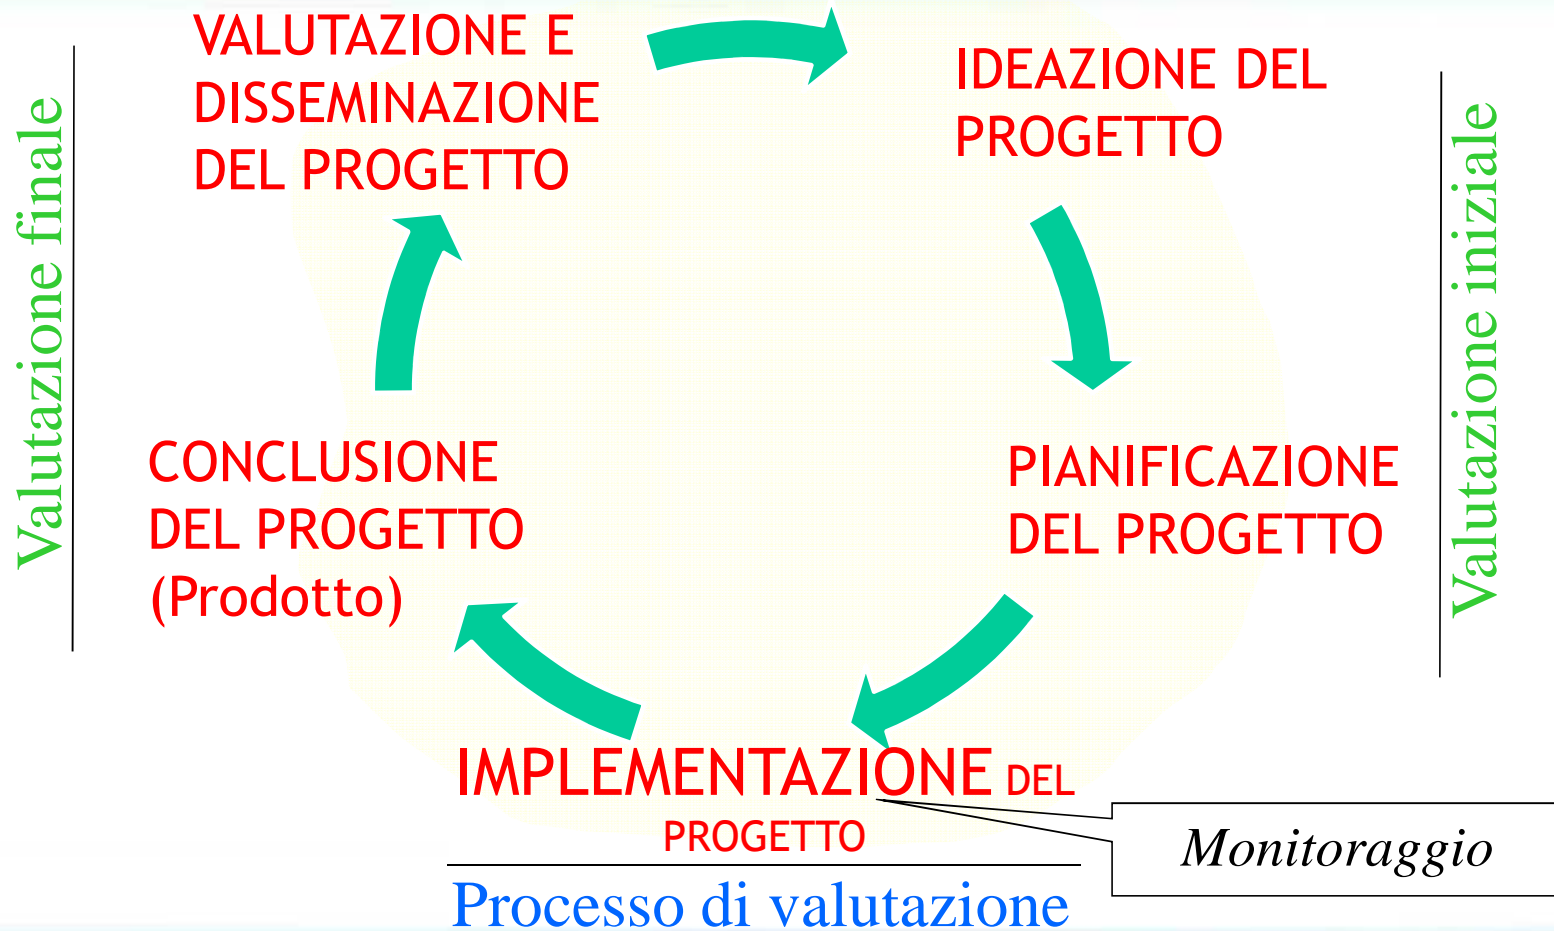 VALUTAZIONE E
DISSEMINAZIONE
DEL PROGETTO
IDEAZIONE DEL
PROGETTO
Valutazione finale
Valutazione iniziale
CONCLUSIONE
DEL PROGETTO
(Prodotto)
PIANIFICAZIONE
DEL PROGETTO
IMPLEMENTAZIONE DEL
PROGETTO
Monitoraggio
Processo di valutazione